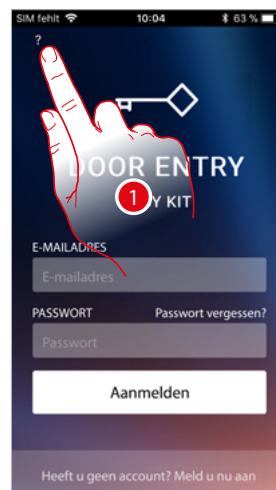 SIM fehlt 10:04 63 %
?
DOOR ENTRY
1
Y KIT
E-MAILADRES
E-mailadres
PASSWORT Passwort vergessen?
Passwort
Aanmelden
Heeft u geen account? Meld u nu aan